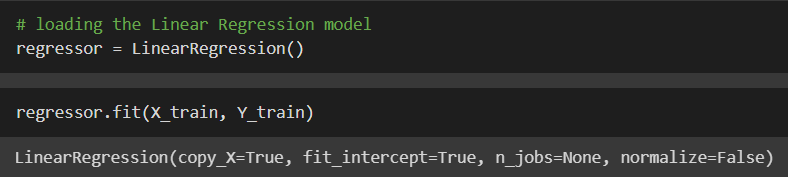 # loading the Linear Regression model
regressor = LinearRegression()
regressor.fit(X_train, Y_train)
LinearRegression(copy_X=True, fit_intercept=True, n_jobs=None, normalize=False)